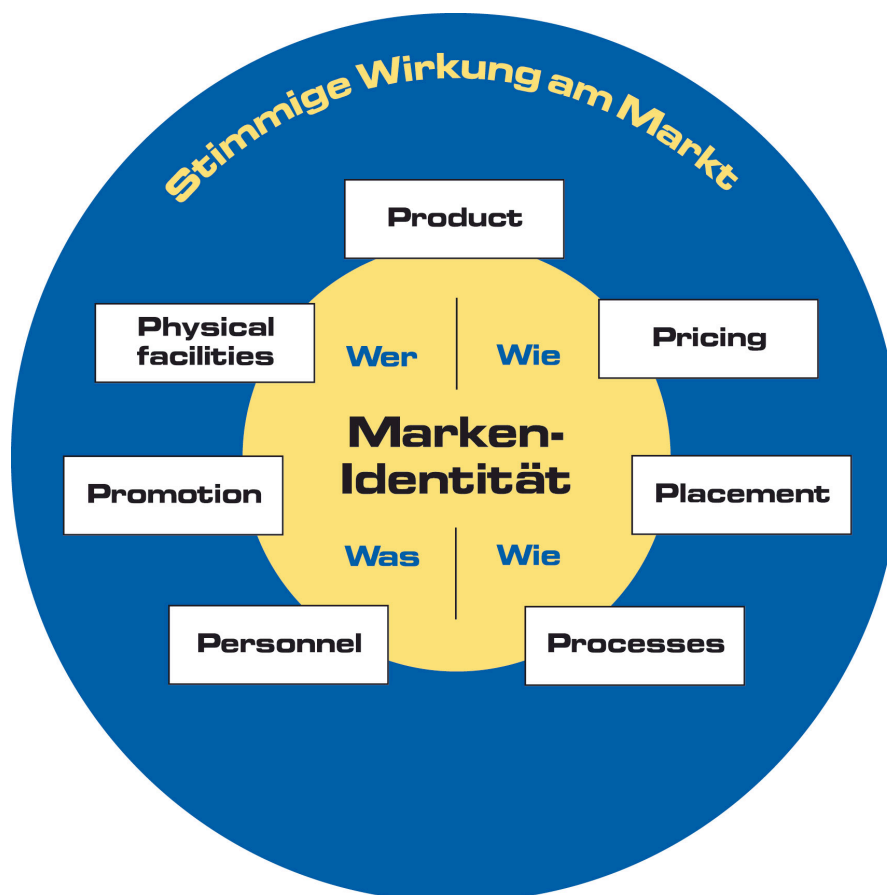 Stimmige Wirkung am Markt
Product
Physical
facilities
Pricing
Wer
Wie
Marken-
Identität
Promotion
Placement
Was
Wie
Personnel
Processes